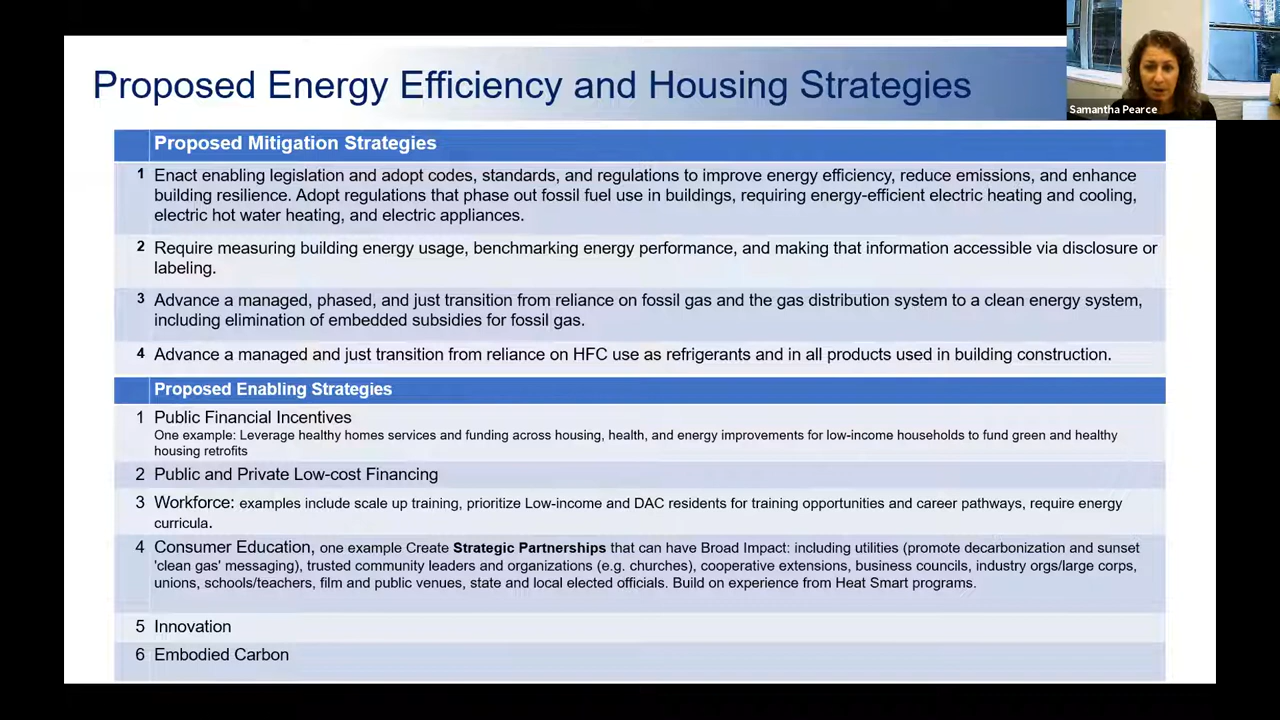 Proposed Energy Efficiency and Housing Strategies
Samantha Pearce
Proposed Mitigation Strategies
1 Enact enabling legislation and adopt codes, standards, and regulations to improve energy efficiency, reduce emissions, and enhance
building resilience. Adopt regulations that phase out fossil fuel use in buildings, requiring energy-efficient electric heating and cooling,
electric hot water heating, and electric appliances.
2 Require measuring building energy usage, benchmarking energy performance, and making that information accessible via disclosure or
labeling.
3 Advance a managed, phased, and just transition from reliance on fossil gas and the gas distribution system to a clean energy system,
including elimination of embedded subsidies for fossil gas.
4 Advance a managed and just transition from reliance on HFC use as refrigerants and in all products used in building construction.
Proposed Enabling Strategies
1 Public Financial Incentives
One example: Leverage healthy homes services and funding across housing, health, and energy improvements for low-income households to fund green and healthy
housing retrofits
2 Public and Private Low-cost Financing
3 Workforce: examples include scale up training, prioritize Low-income and DAC residents for training opportunities and career pathways, require energy
curricula.
4 Consumer Education, one example Create Strategic Partnerships that can have Broad Impact: including utilities (promote decarbonization and sunset
'clean gas' messaging), trusted community leaders and organizations (e.g. churches), cooperative extensions, business councils, industry orgs/large corps,
unions, schools/teachers, film and public venues, state and local elected officials. Build on experience from Heat Smart programs.
5 Innovation
6 Embodied Carbon